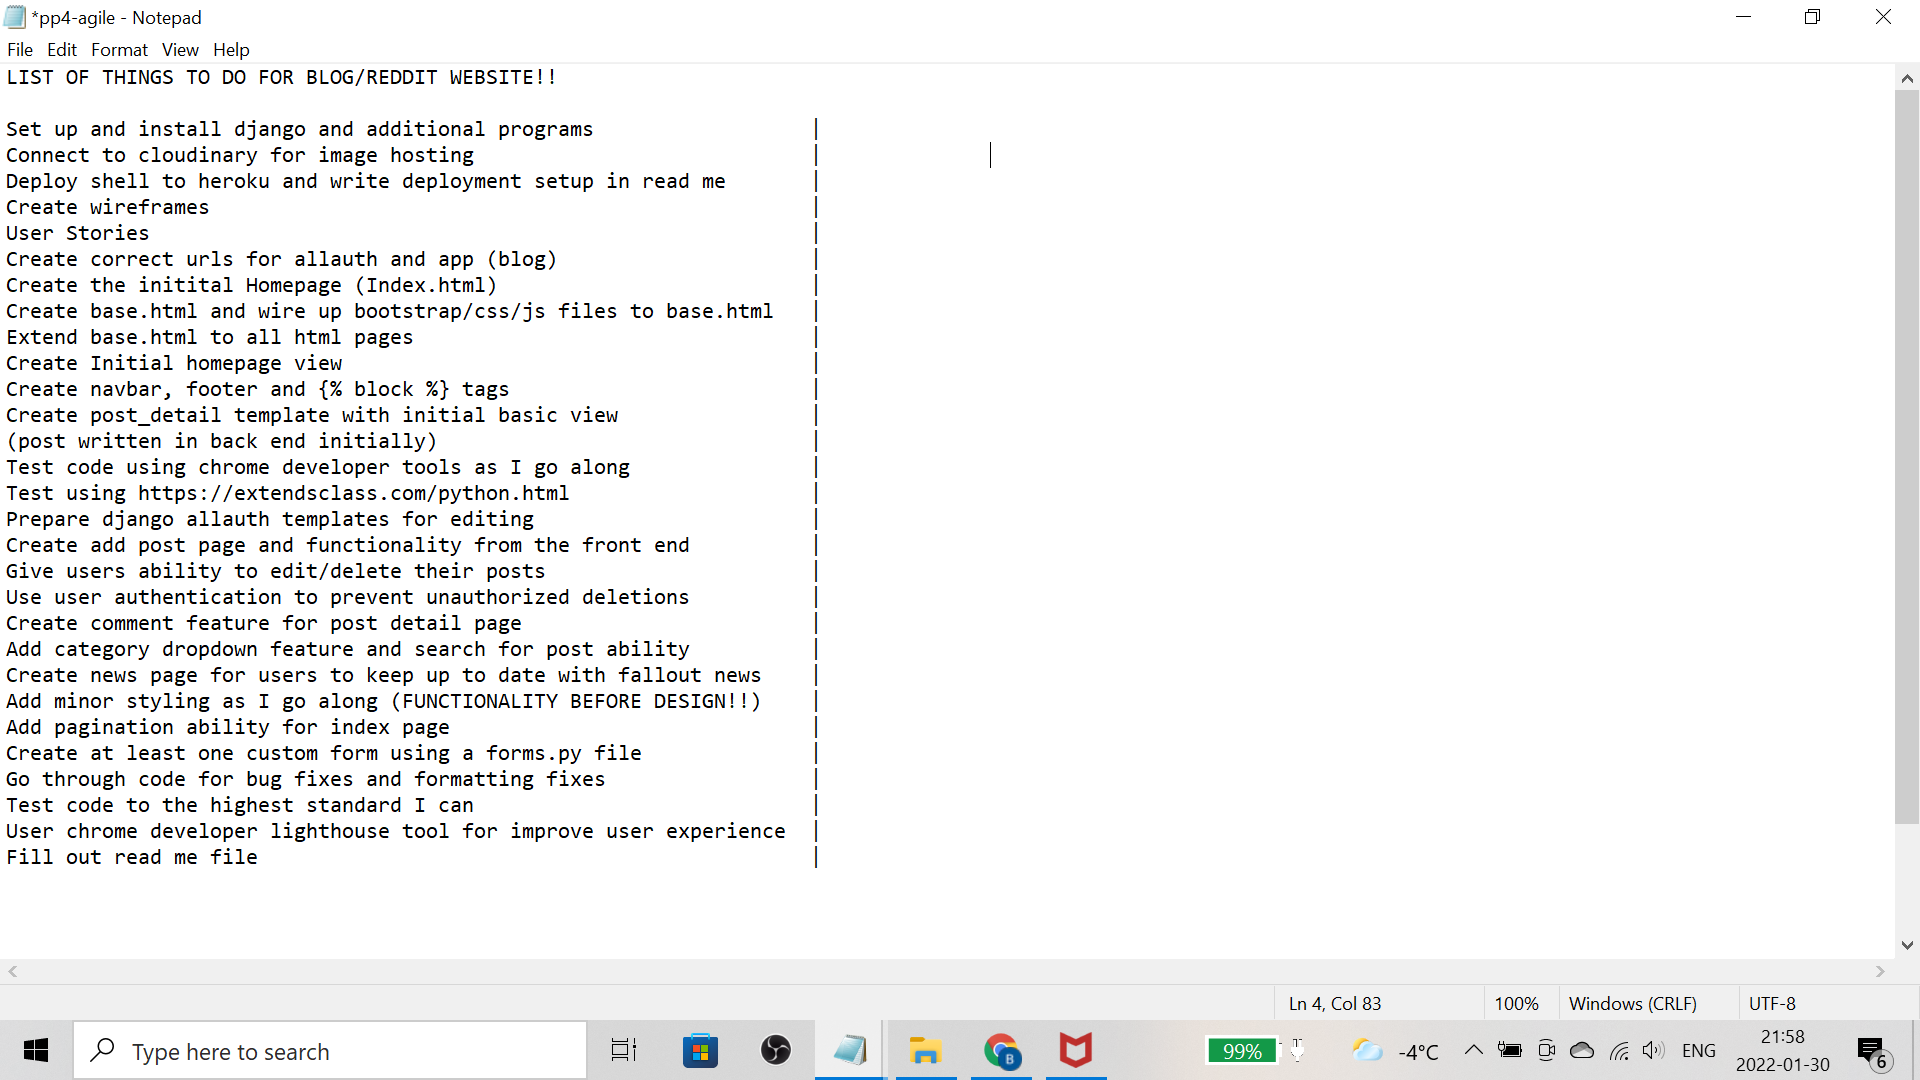 *pp4-agile - Notepad
File Edit Format View Help
LIST OF THINGS TO DO FOR BLOG/REDDIT WEBSITE!!
Set up and install django and additional programs |
Connect to cloudinary for image hosting |
Deploy shell to heroku and write deployment setup in read me |
Create wireframes |
User Stories |
Create correct urls for allauth and app (blog) |
Create the initital Homepage (Index.html) |
Create base.html and wire up bootstrap/css/js files to base.html |
Extend base.html to all html pages |
Create Initial homepage view |
Create navbar, footer and {% block %} tags |
Create post_detail template with initial basic view |
(post written in back end initially) |
Test code using chrome developer tools as I go along |
Test using https://extendsclass.com/python.html |
Prepare django allauth templates for editing |
Create add post page and functionality from the front end |
Give users ability to edit/delete their posts |
Use user authentication to prevent unauthorized deletions |
Create comment feature for post detail page |
Add category dropdown feature and search for post ability |
Create news page for users to keep up to date with fallout news |
Add minor styling as I go along (FUNCTIONALITY BEFORE DESIGN!!) |
Add pagination ability for index page |
Create at least one custom form using a forms.py file |
Go through code for bug fixes and formatting fixes |
Test code to the highest standard I can |
User chrome developer lighthouse tool for improve user experience |
Fill out read me file |
Ln 4, Col 83 100% Windows (CRLF) UTF-8
Type here to search B 99% -4°C ENG 21:58
2022-01-30 6